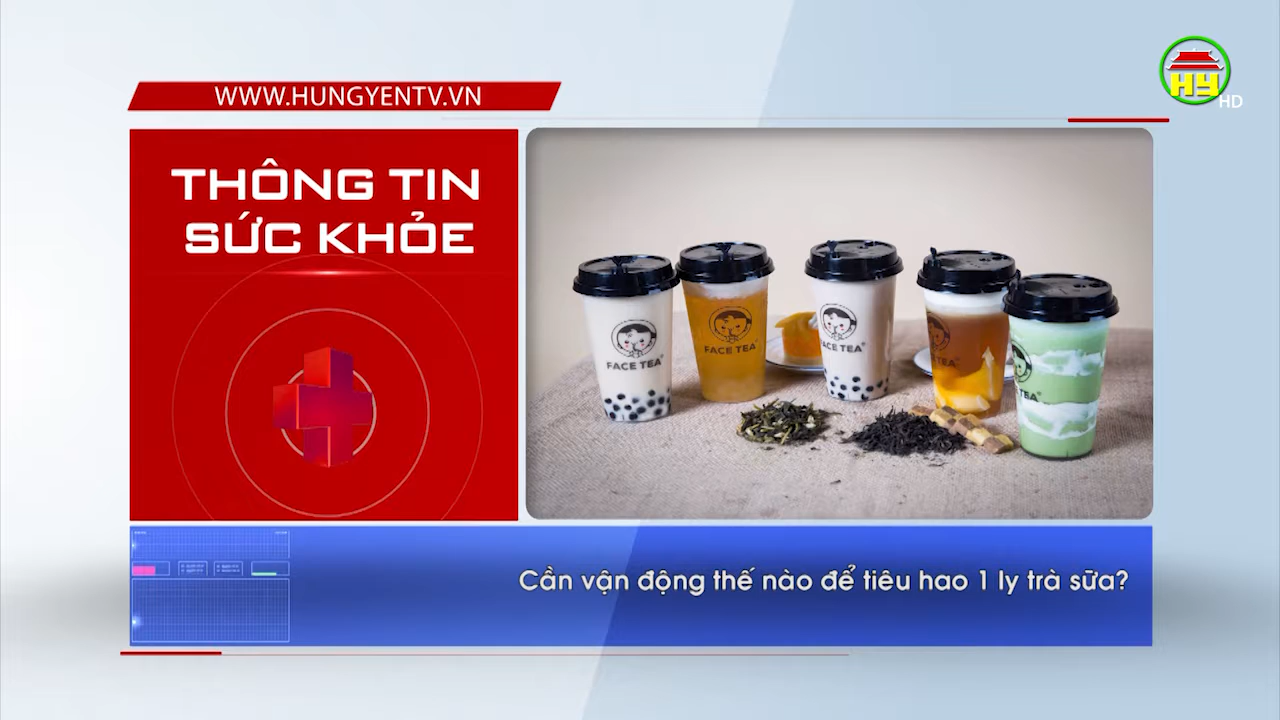 WWW.HUNGYENTV.VN
HY
HD
THÔNG TIN
SỨC KHỎE
FACE TEA
FACE TEA
FACE TEA
Cần vận động thế nào để tiêu hao 1 ly trà sữa?